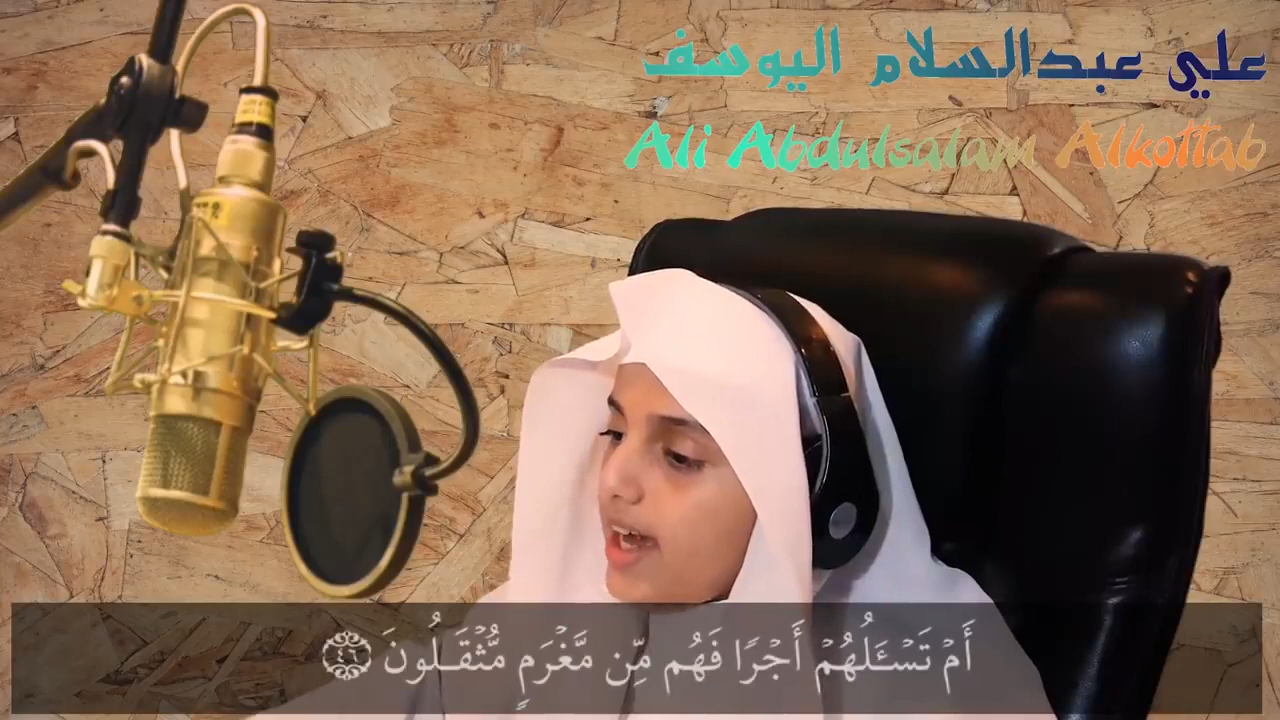 علي عبدالسلام اليوسف
Ali Abdulsalam Alkottab
أَمۡ تَسۡـَٔلُهُمۡ أَجۡرٗا فَهُم مِّن مَّغۡرَمٖ مُّثۡقَلُونَ ٤٦